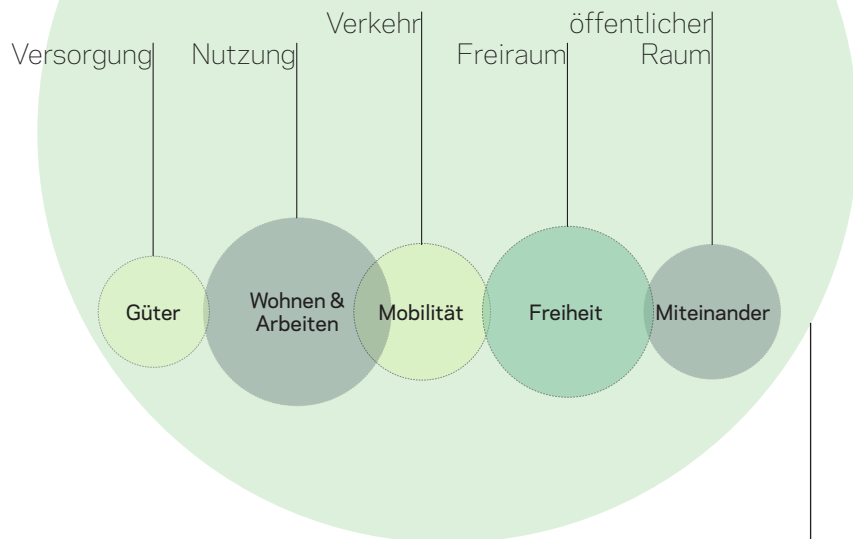 Versorgung
Nutzung
Verkehr
Freiraum
öffentlicher
Raum
Güter
Wohnen &
Arbeiten
Mobilität
Freiheit
Miteinander